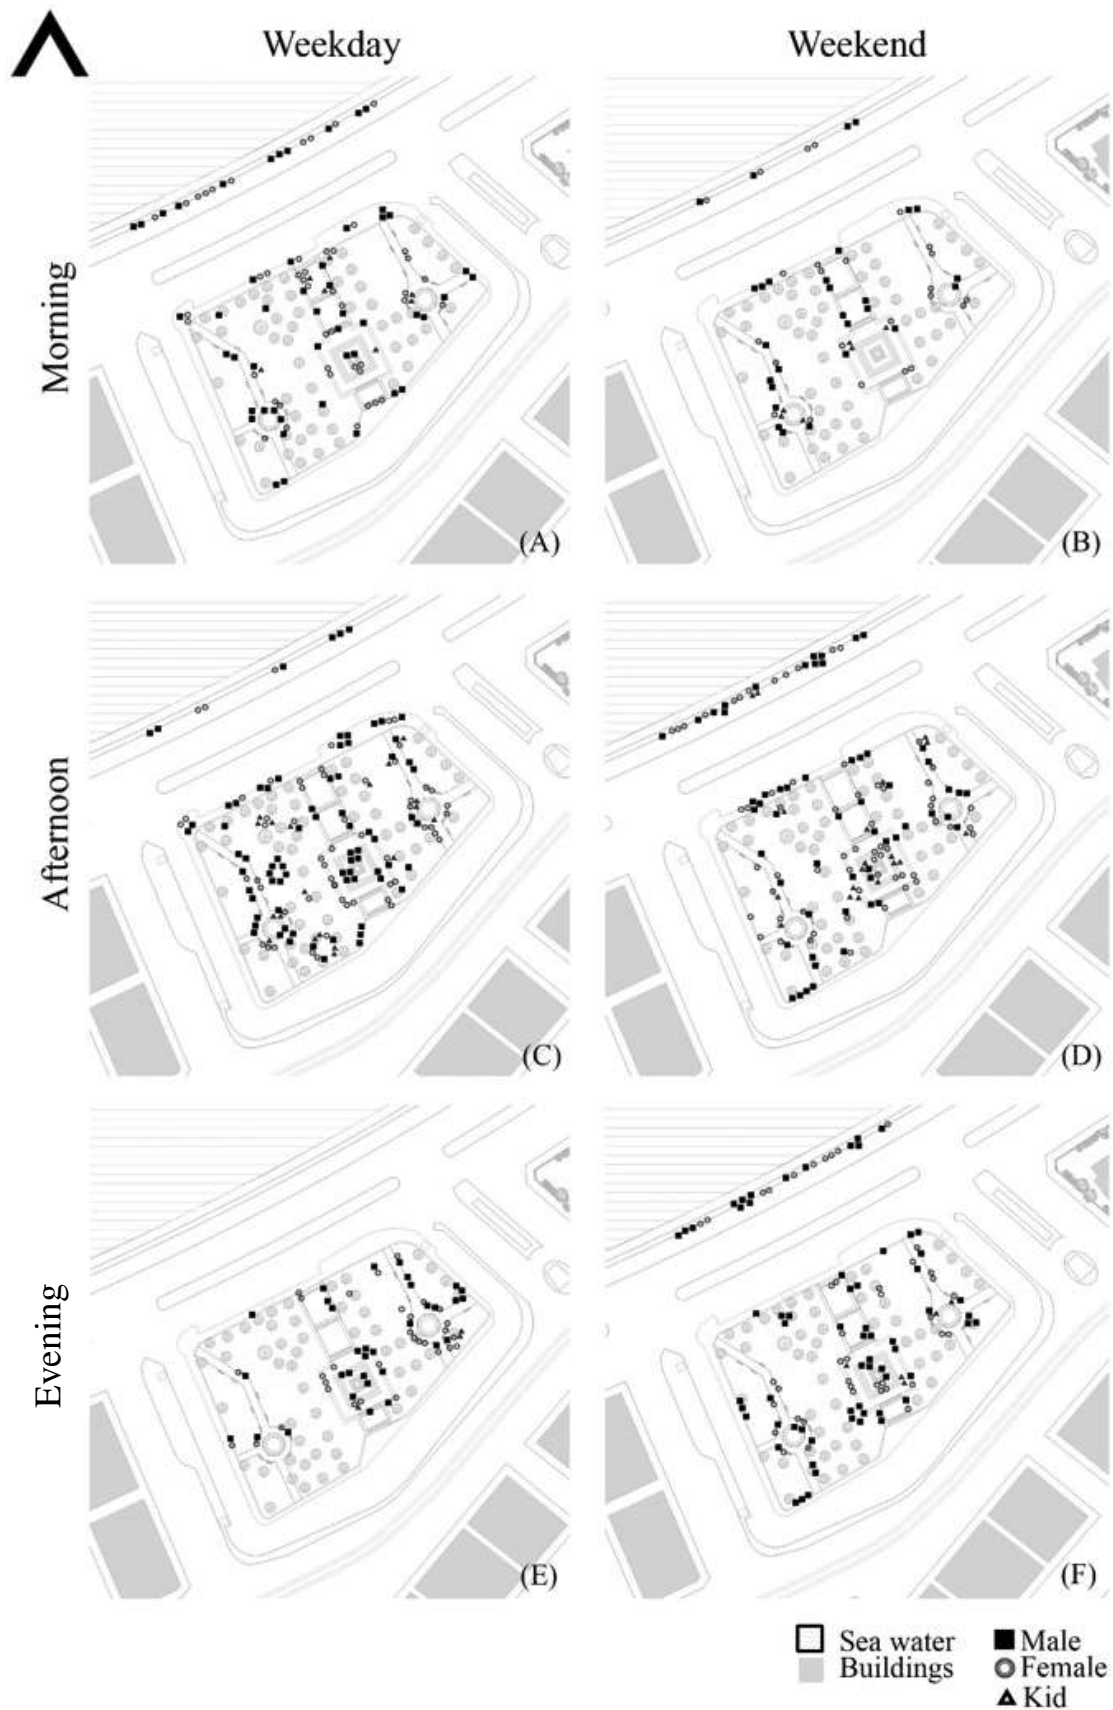 Weekday
Weekend
Morning
(A)
(B)
Afternoon
(C)
(D)
Evening
(E)
(F)
Sea water
Buildings
Male
Female
Kid